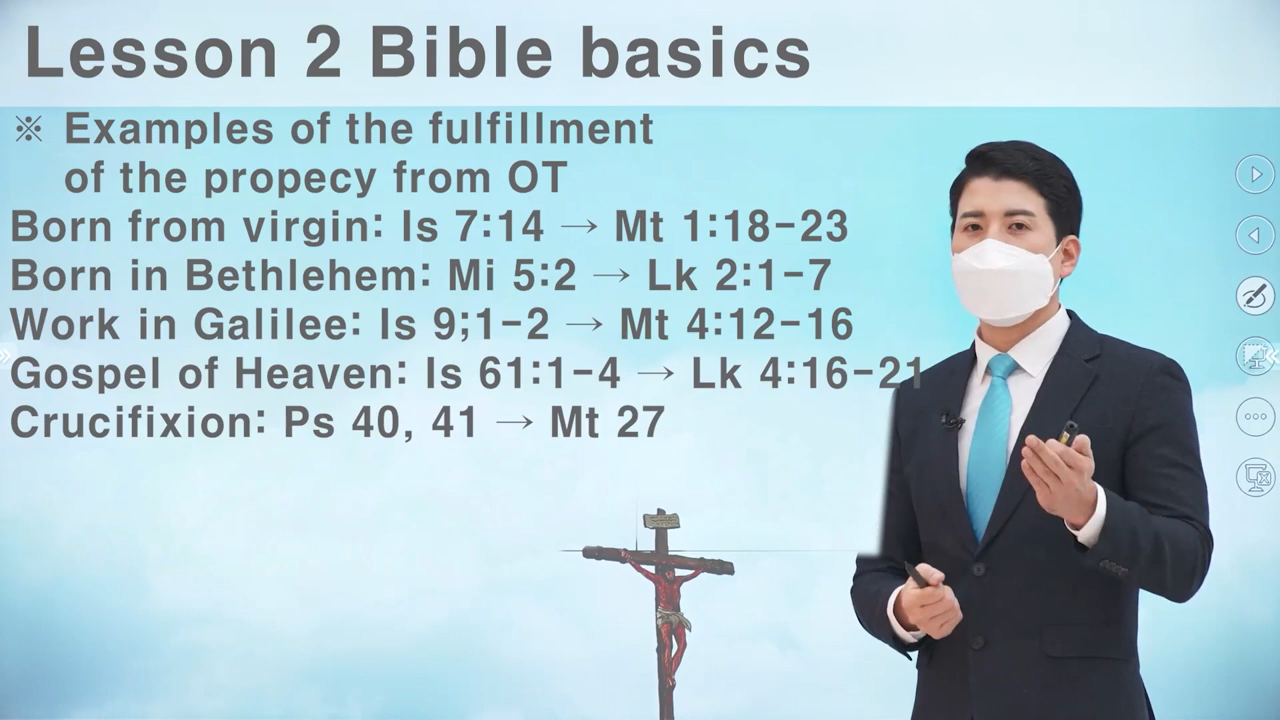 Lesson 2 Bible basics
※ Examples of the fulfillment
of the propecy from OT
Born from virgin: Is 7:14 → Mt 1:18-23
Born in Bethlehem: Mi 5:2 → Lk 2:1-7
Work in Galilee: Is 9;1-2 → Mt 4:12-16
Gospel of Heaven: Is 61:1-4 → Lk 4:16-21
Crucifixion: Ps 40, 41 → Mt 27